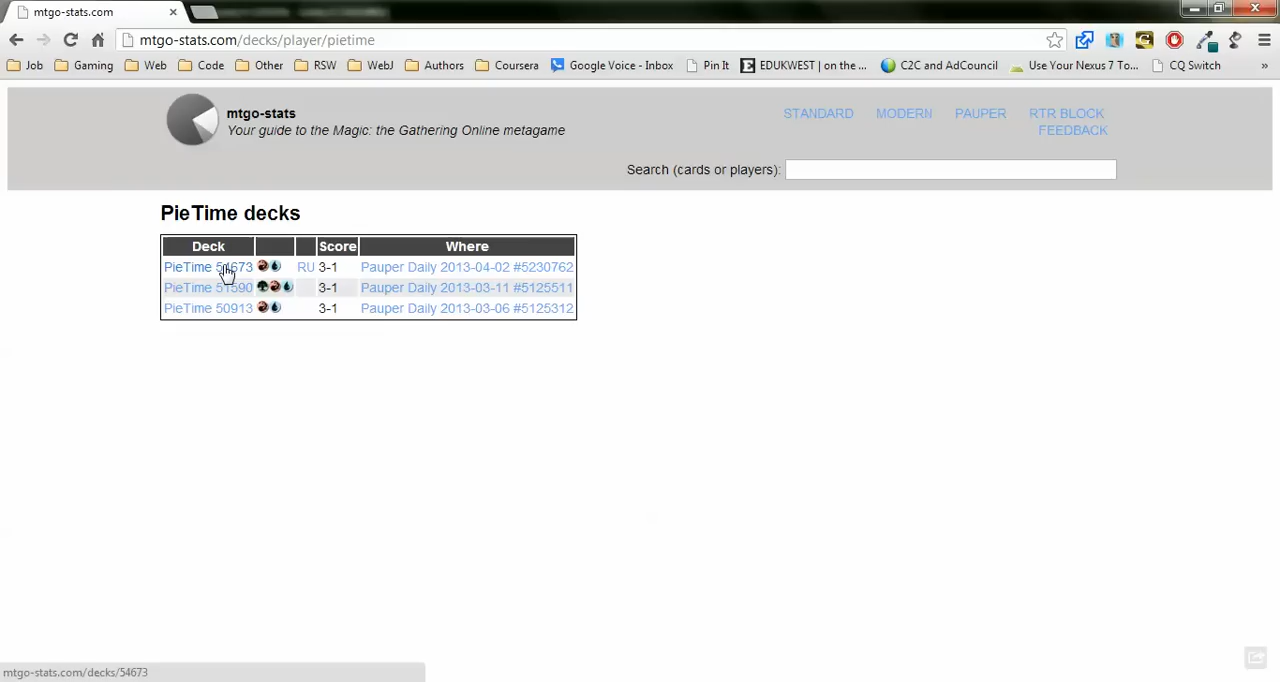 mtgo-stats.com
mtgo-stats.com/decks/player/pietime
Job Gaming Web Code Other RSW WebJ Authors Coursera Google Voice - Inbox Pin It EDUKWEST | on the ... C2C and AdCouncil Use Your Nexus 7 To... CQ Switch »
mtgo-stats
Your guide to the Magic: the Gathering Online metagame
STANDARD MODERN PAUPER RTR BLOCK
FEEDBACK
Search (cards or players):
PieTime decks
Deck Score Where
PieTime 54673 RU 3-1 Pauper Daily 2013-04-02 #5230762
PieTime 51590 3-1 Pauper Daily 2013-03-11 #5125511
PieTime 50913 3-1 Pauper Daily 2013-03-06 #5125312
mtgo-stats.com/decks/54673